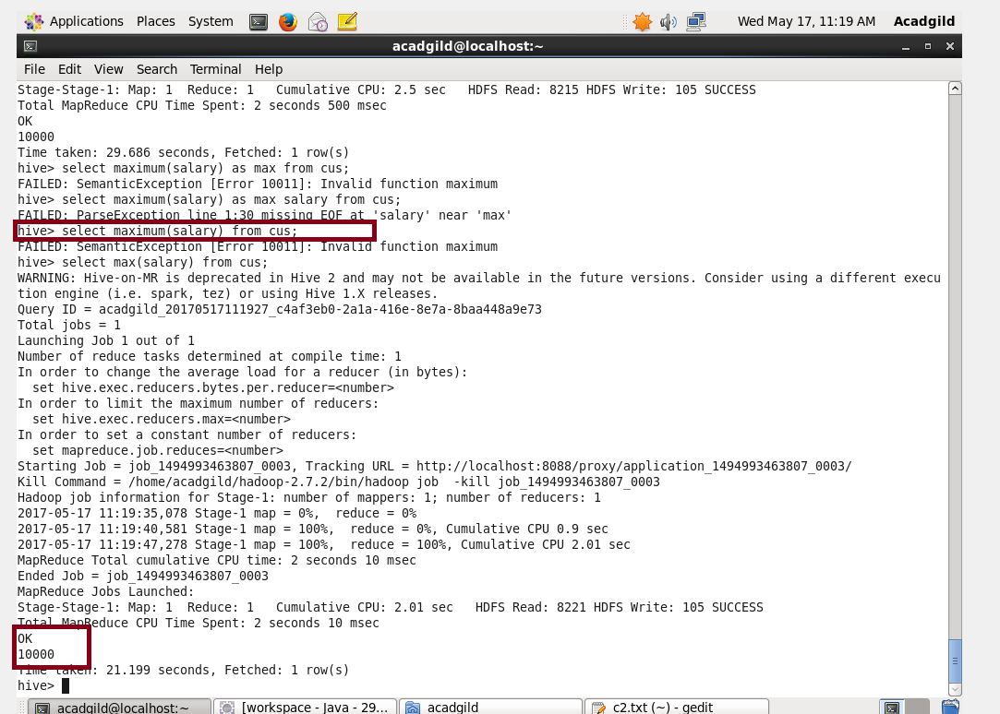 Applications Places System Wed May 17, 11:19 AM Acadgild
acadgild@localhost:~
File Edit View Search Terminal Help
Stage-Stage-1: Map: 1  Reduce: 1   Cumulative CPU: 2.5 sec   HDFS Read: 8215 HDFS Write: 105 SUCCESS
Total MapReduce CPU Time Spent: 2 seconds 500 msec
OK
10000
Time taken: 29.686 seconds, Fetched: 1 row(s)
hive> select maximum(salary) as max from cus;
FAILED: SemanticException [Error 10011]: Invalid function maximum
hive> select maximum(salary) as max salary from cus;
FAILED: ParseException line 1:30 missing EOF at 'salary' near 'max'
hive> select maximum(salary) from cus;
FAILED: SemanticException [Error 10011]: Invalid function maximum
hive> select max(salary) from cus;
WARNING: Hive-on-MR is deprecated in Hive 2 and may not be available in the future versions. Consider using a different execu
tion engine (i.e. spark, tez) or using Hive 1.X releases.
Query ID = acadgild_20170517111927_c4af3eb0-2a1a-416e-8e7a-8baa448a9e73
Total jobs = 1
Launching Job 1 out of 1
Number of reduce tasks determined at compile time: 1
In order to change the average load for a reducer (in bytes):
  set hive.exec.reducers.bytes.per.reducer=<number>
In order to limit the maximum number of reducers:
  set hive.exec.reducers.max=<number>
In order to set a constant number of reducers:
  set mapreduce.job.reduces=<number>
Starting Job = job_1494993463807_0003, Tracking URL = http://localhost:8088/proxy/application_1494993463807_0003/
Kill Command = /home/acadgild/hadoop-2.7.2/bin/hadoop job  -kill job_1494993463807_0003
Hadoop job information for Stage-1: number of mappers: 1; number of reducers: 1
2017-05-17 11:19:35,078 Stage-1 map = 0%,  reduce = 0%
2017-05-17 11:19:40,581 Stage-1 map = 100%,  reduce = 0%, Cumulative CPU 0.9 sec
2017-05-17 11:19:47,278 Stage-1 map = 100%,  reduce = 100%, Cumulative CPU 2.01 sec
MapReduce Total cumulative CPU time: 2 seconds 10 msec
Ended Job = job_1494993463807_0003
MapReduce Jobs Launched:
Stage-Stage-1: Map: 1  Reduce: 1   Cumulative CPU: 2.01 sec   HDFS Read: 8221 HDFS Write: 105 SUCCESS
Total MapReduce CPU Time Spent: 2 seconds 10 msec
OK
10000
Time taken: 21.199 seconds, Fetched: 1 row(s)
hive>
acadgild@localhost:~ [workspace - Java - 29... acadgild c2.txt (~) - gedit